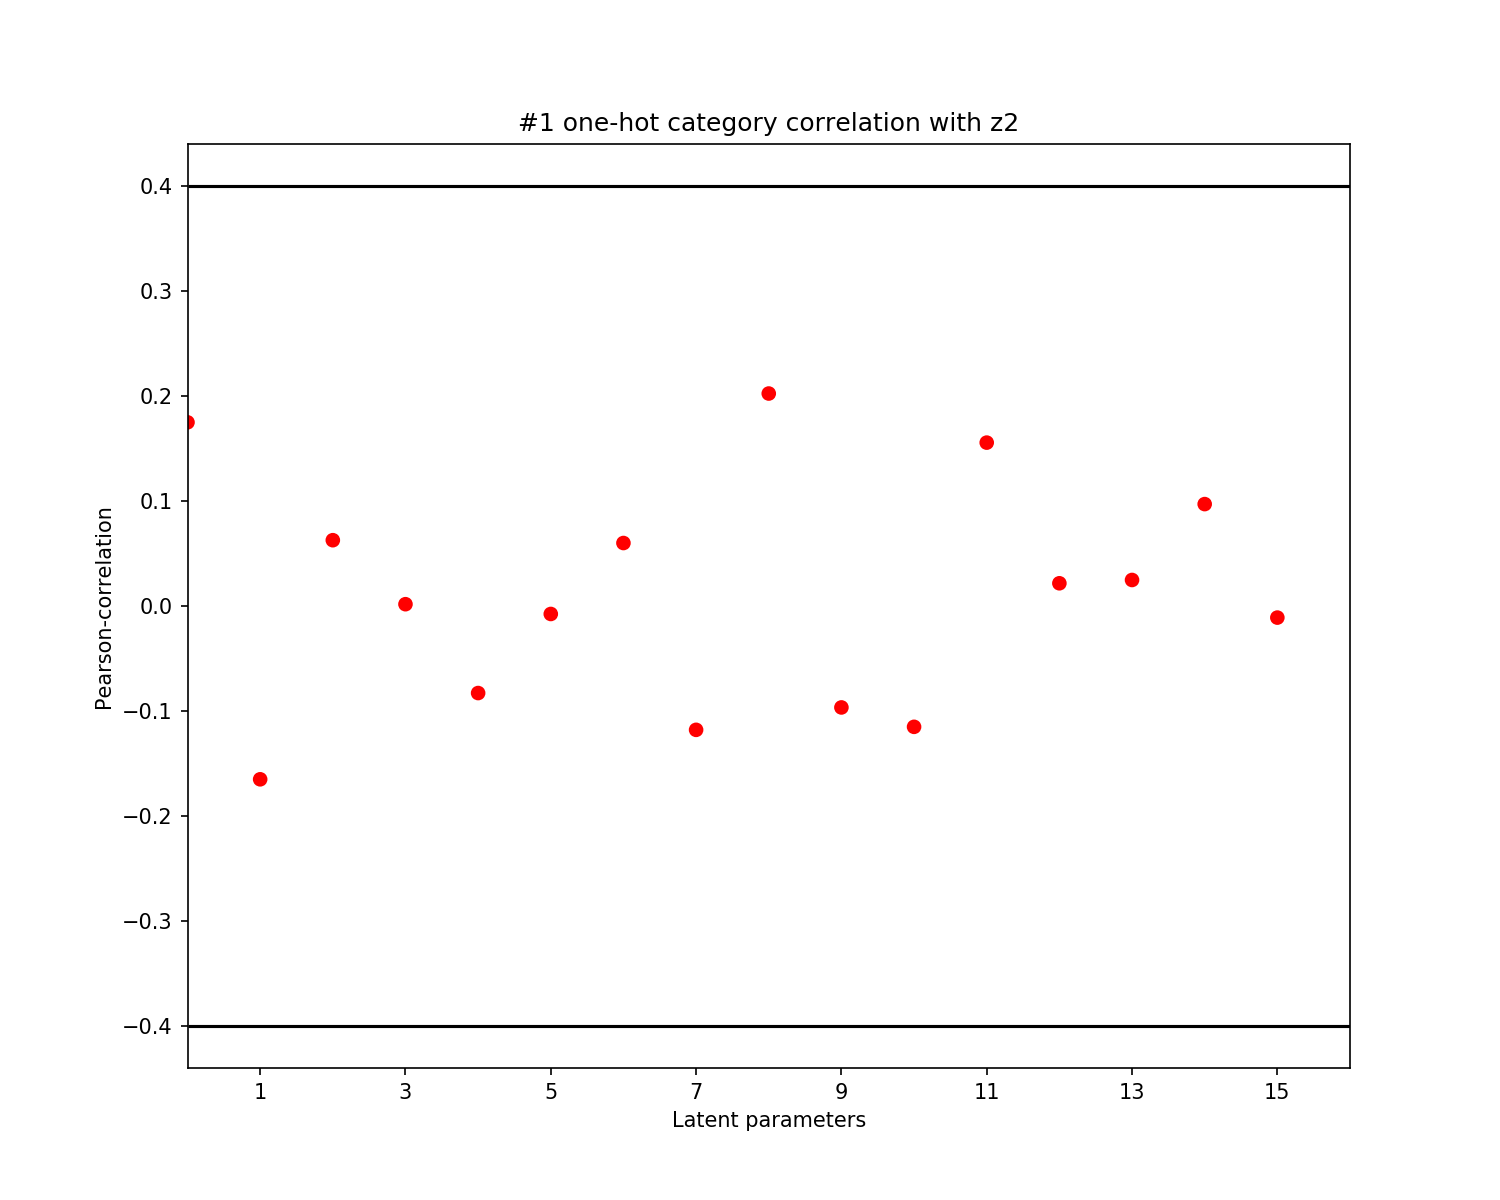 #1 one-hot category correlation with z2
0.4
0.3
0.2
0.1
0.0
−0.1
−0.2
−0.3
−0.4
Pearson-correlation
1 3 5 7 9 11 13 15
Latent parameters